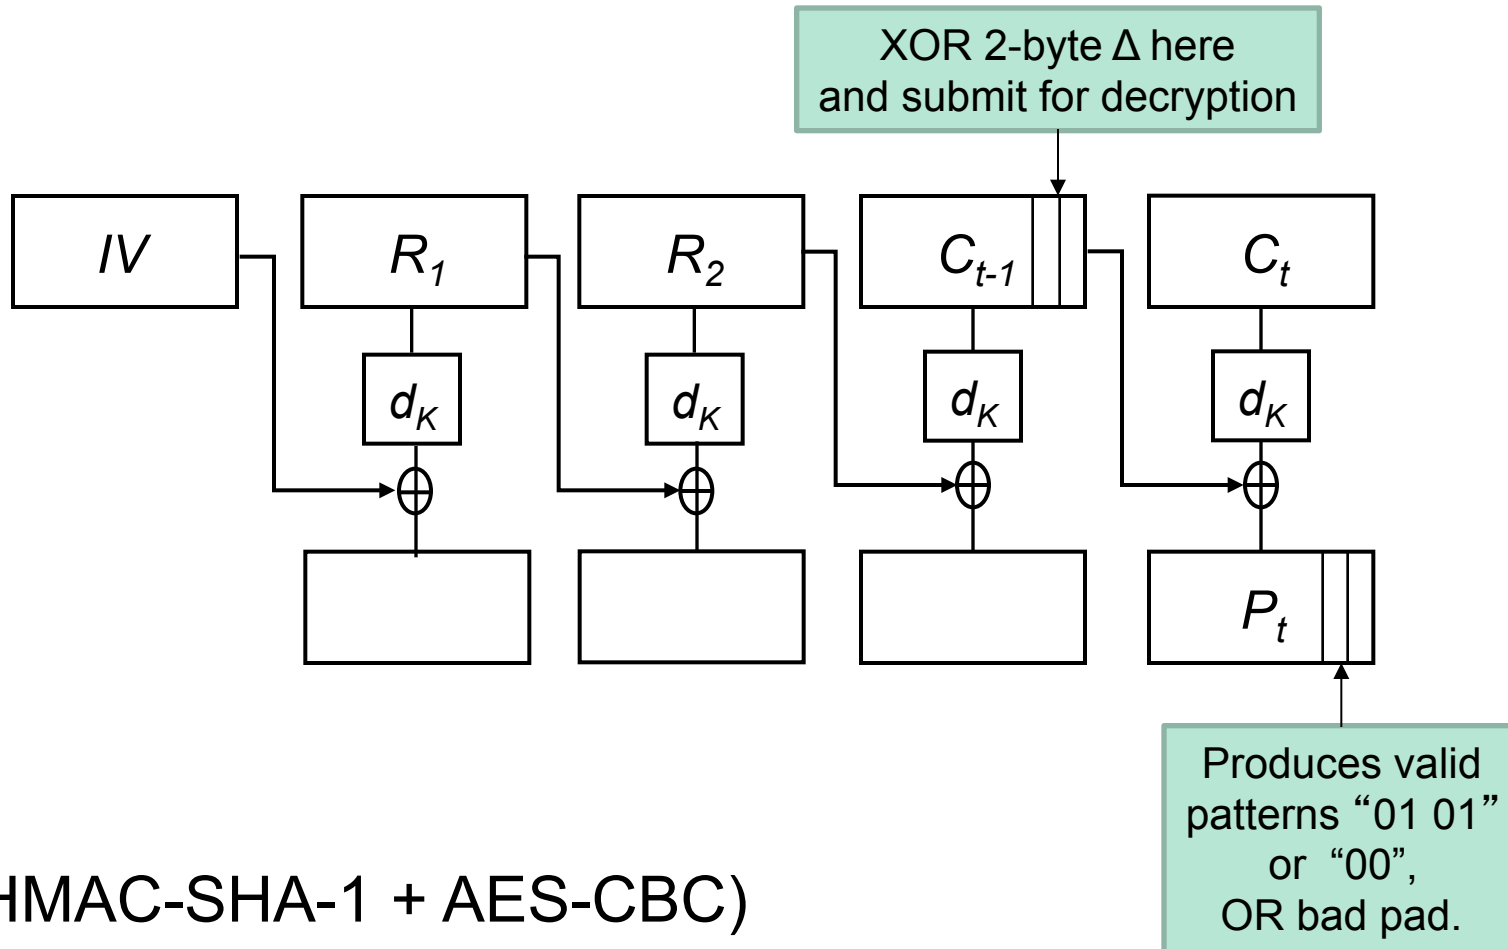 XOR 2-byte Δ here
and submit for decryption
IV
R1
R2
Ct-1
Ct
dK
dK
dK
dK
Pt
Produces valid
patterns “01 01”
or “00”,
OR bad pad.
HMAC-SHA-1 + AES-CBC)